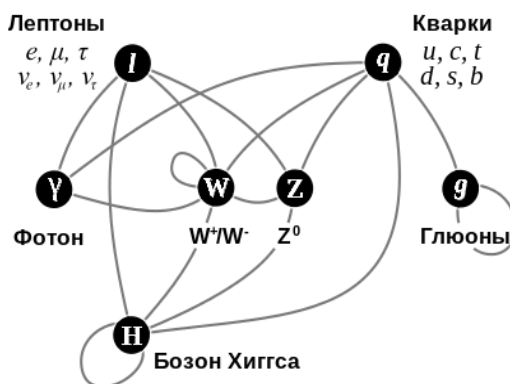 Лептоны
e, μ, τ
νe, νμ, ντ
Кварки
u, c, t
d, s, b
l
q
γ
W
Z
g
Фотон
W⁺/W⁻
Z⁰
Глюоны
H
Бозон Хиггса